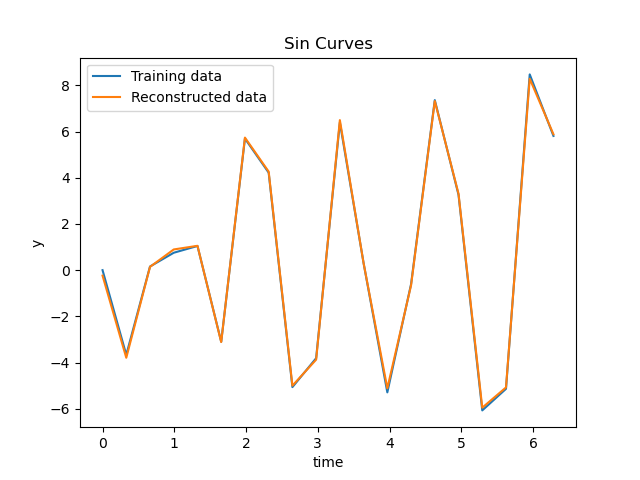 Sin Curves
Training data
Reconstructed data
8
6
4
2
0
−2
−4
−6
y
0 1 2 3 4 5 6
time